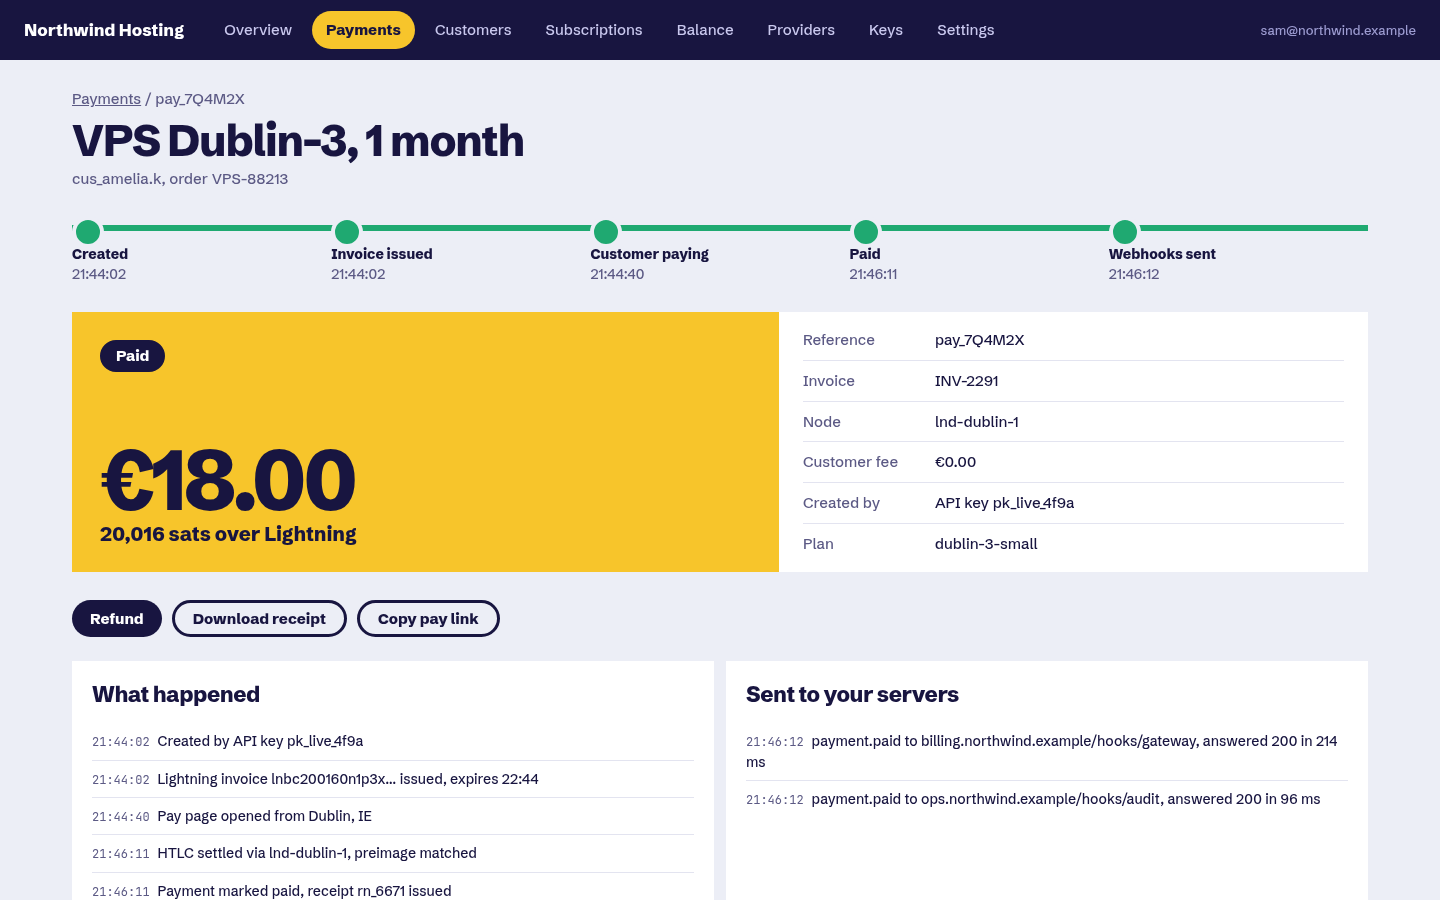 Northwind Hosting Overview Payments Customers Subscriptions Balance Providers Keys Settings sam@northwind.example
Payments / pay_7Q4M2X
VPS Dublin-3, 1 month
cus_amelia.k, order VPS-88213
Created Invoice issued Customer paying Paid Webhooks sent
21:44:02 21:44:02 21:44:40 21:46:11 21:46:12
Paid
€18.00
20,016 sats over Lightning
Reference pay_7Q4M2X
Invoice INV-2291
Node lnd-dublin-1
Customer fee €0.00
Created by API key pk_live_4f9a
Plan dublin-3-small
Refund Download receipt Copy pay link
What happened
21:44:02 Created by API key pk_live_4f9a
21:44:02 Lightning invoice lnbc200160n1p3x… issued, expires 22:44
21:44:40 Pay page opened from Dublin, IE
21:46:11 HTLC settled via lnd-dublin-1, preimage matched
21:46:11 Payment marked paid, receipt rn_6671 issued
Sent to your servers
21:46:12 payment.paid to billing.northwind.example/hooks/gateway, answered 200 in 214
ms
21:46:12 payment.paid to ops.northwind.example/hooks/audit, answered 200 in 96 ms